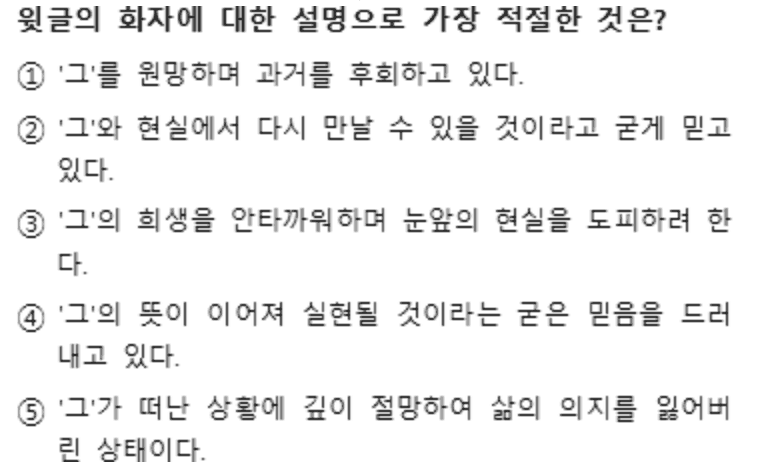 윗글의 화자에 대한 설명으로 가장 적절한 것은?
① '그'를 원망하며 과거를 후회하고 있다.
② '그'와 현실에서 다시 만날 수 있을 것이라고 굳게 믿고
있다.
③ '그'의 희생을 안타까워하며 눈앞의 현실을 도피하려 한
다.
④ '그'의 뜻이 이어져 실현될 것이라는 굳은 믿음을 드러
내고 있다.
⑤ '그'가 떠난 상황에 깊이 절망하여 삶의 의지를 잃어버
린 상태이다.